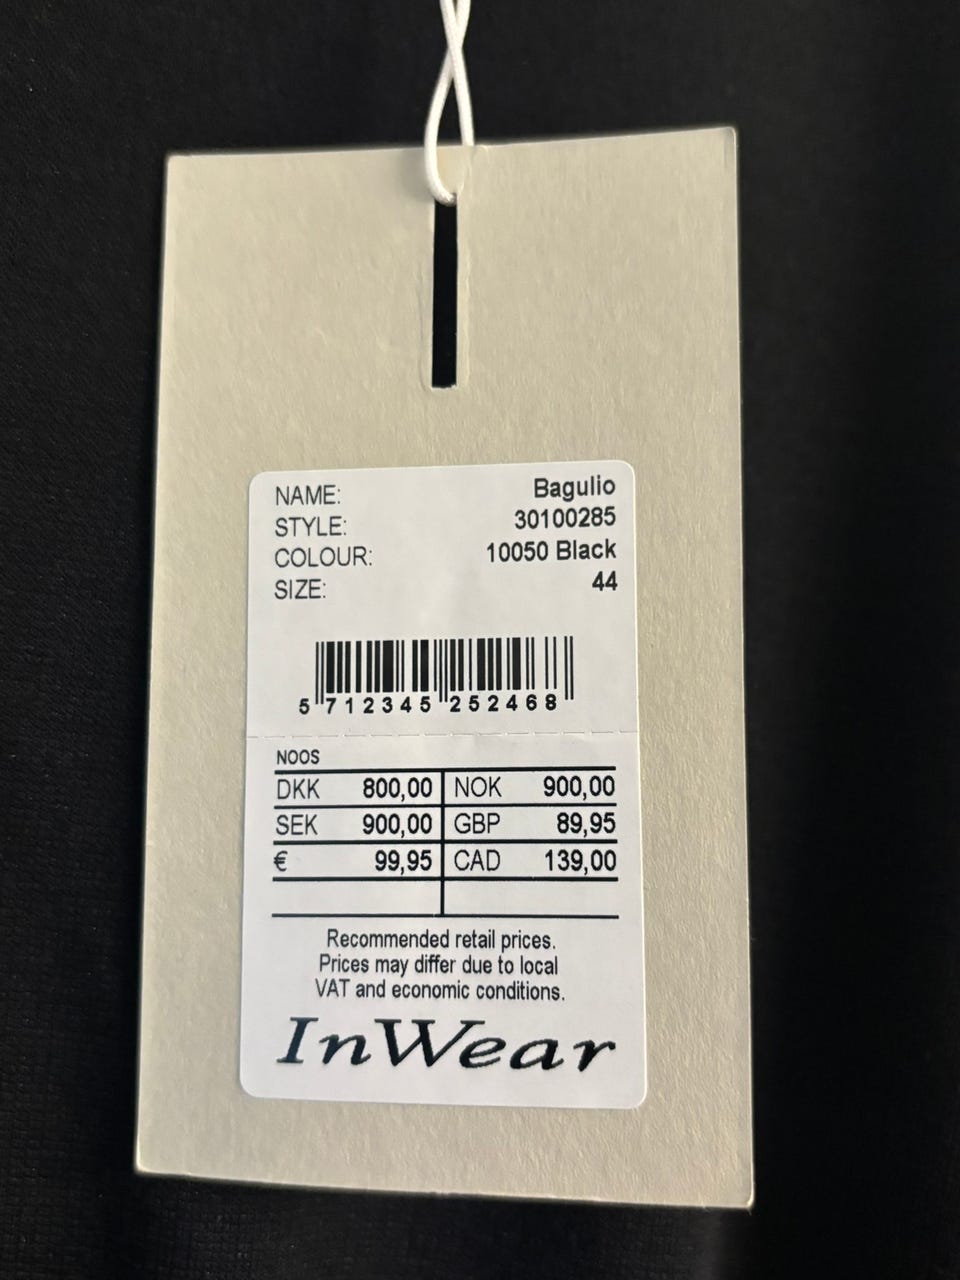 NAME: Bagulio
STYLE: 30100285
COLOUR: 10050 Black
SIZE: 44
5 712345 252468
NOOS
DKK 800,00 NOK 900,00
SEK 900,00 GBP 89,95
€ 99,95 CAD 139,00
Recommended retail prices.
Prices may differ due to local
VAT and economic conditions.
InWear